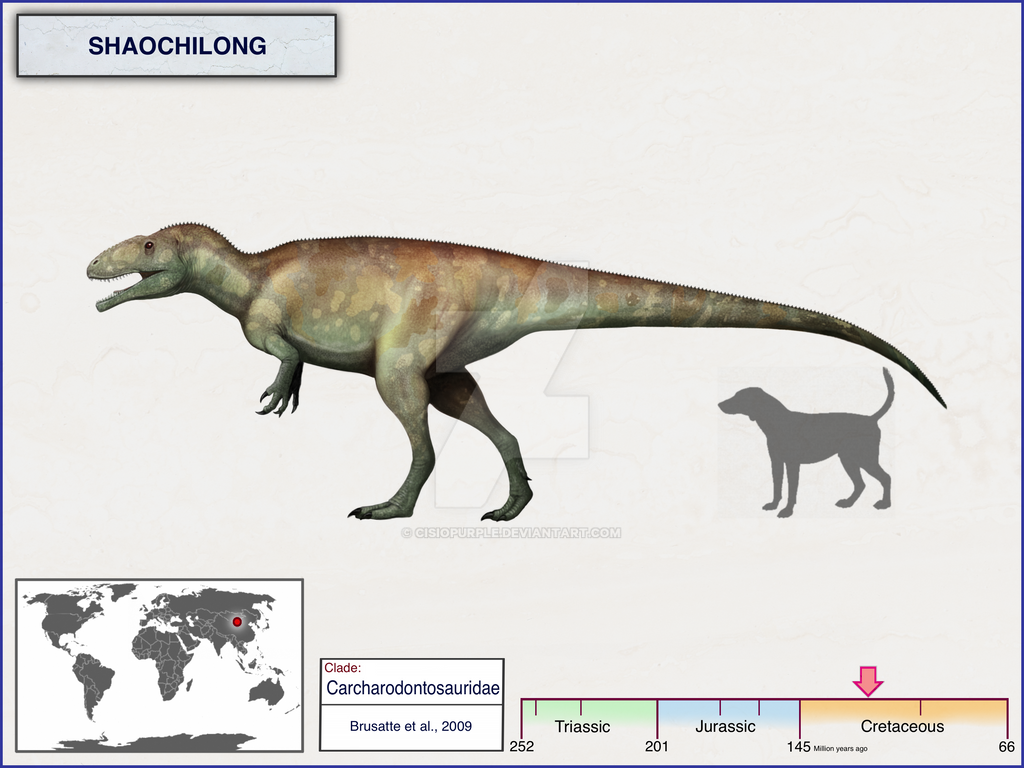 SHAOCHILONG
© CISIOPURPLE.DEVIANTART.COM
Clade:
Carcharodontosauridae
Brusatte et al., 2009
Triassic
Jurassic
Cretaceous
252
201
145
Million years ago
66